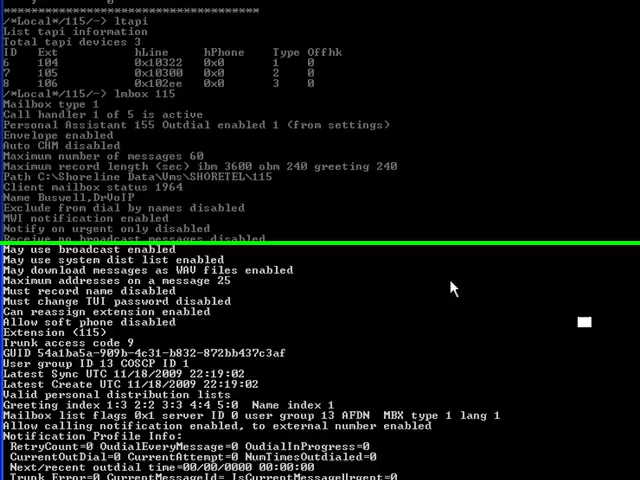 ***********************************
/*Local*/115/-> ltapi
List tapi information
Total tapi devices 3
ID Ext hLine hPhone Type Offhk
6 104 0x10322 0x0 1 0
7 105 0x10300 0x0 2 0
8 106 0x102ee 0x0 3 0
/*Local*/115/-> lmbox 115
Mailbox type 1
Call handler 1 of 5 is active
Personal Assistant 155 Outdial enabled 1 (from settings)
Envelope enabled
Auto CHM disabled
Maximum number of messages 60
Maximum record length (sec) ibm 3600 obm 240 greeting 240
Path C:\Shoreline Data\Vms\SHORETEL\115
Client mailbox status 1964
Name Buswell,DrVoIP
Exclude from dial by names disabled
MWI notification enabled
Notify on urgent only disabled
Receive no broadcast messages disabled
May use broadcast enabled
May use system dist list enabled
May download messages as WAV files enabled
Maximum addresses on a message 25
Must record name disabled
Must change TUI password disabled
Can reassign extension enabled
Allow soft phone disabled
Extension (115)
Trunk access code 9
GUID 54a1ba5a-909b-4c31-b832-872bb437c3af
User group ID 13 COSCP ID 1
Latest Sync UTC 11/18/2009 22:19:02
Latest Create UTC 11/18/2009 22:19:02
Valid personal distribution lists
Greeting index 1:3 2:2 3:3 4:4 5:0 Name index 1
Mailbox list flags 0x1 server ID 0 user group 13 AFDN MBX type 1 lang 1
Allow calling notification enabled, to external number enabled
Notification Profile Info:
RetryCount=0 OudialEveryMessage=0 OudialInProgress=0
CurrentOutDial=0 CurrentAttempt=0 NumTimesOutdialed=0
Next/recent outdial time=00/00/0000 00:00:00
Trunk Error=0 CurrentMessageId= IsCurrentMessageUrgent=0